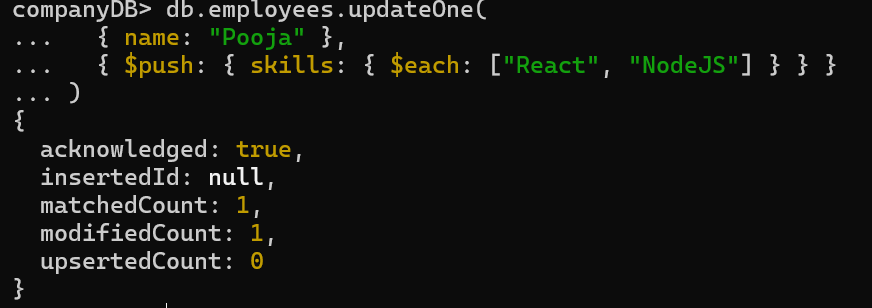 companyDB> db.employees.updateOne(
...   { name: "Pooja" },
...   { $push: { skills: { $each: ["React", "NodeJS"] } } }
... )
{
  acknowledged: true,
  insertedId: null,
  matchedCount: 1,
  modifiedCount: 1,
  upsertedCount: 0
}